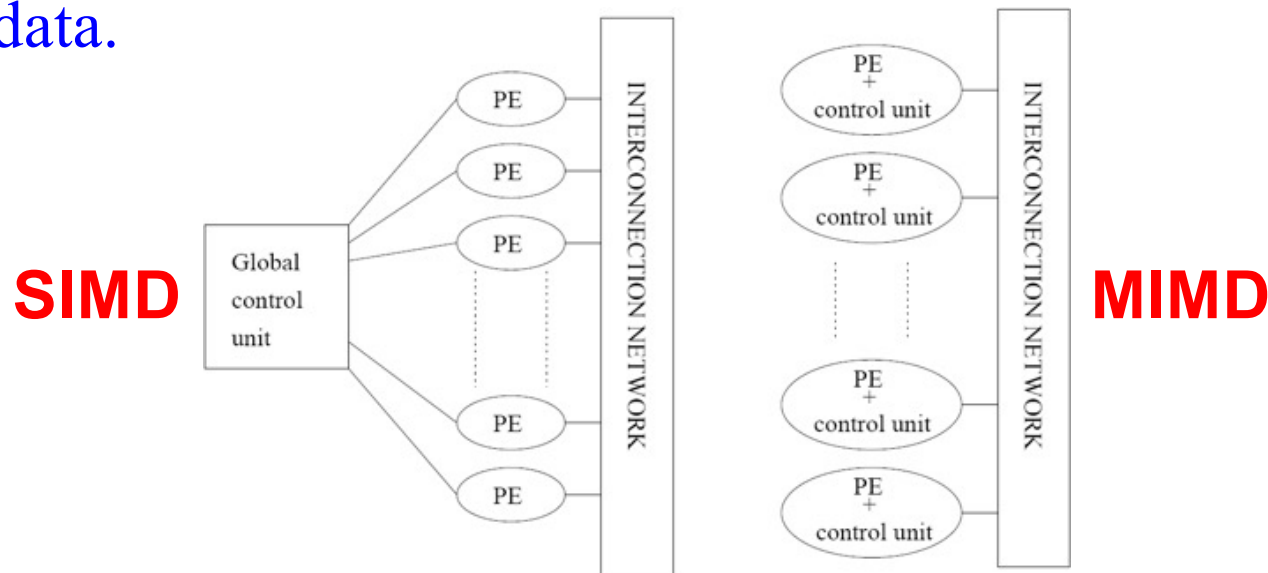 data.
SIMD
Global
control
unit
PE
PE
PE
PE
PE
INTERCONNECTION NETWORK
PE
+
control unit
PE
+
control unit
PE
+
control unit
PE
+
control unit
INTERCONNECTION NETWORK
MIMD